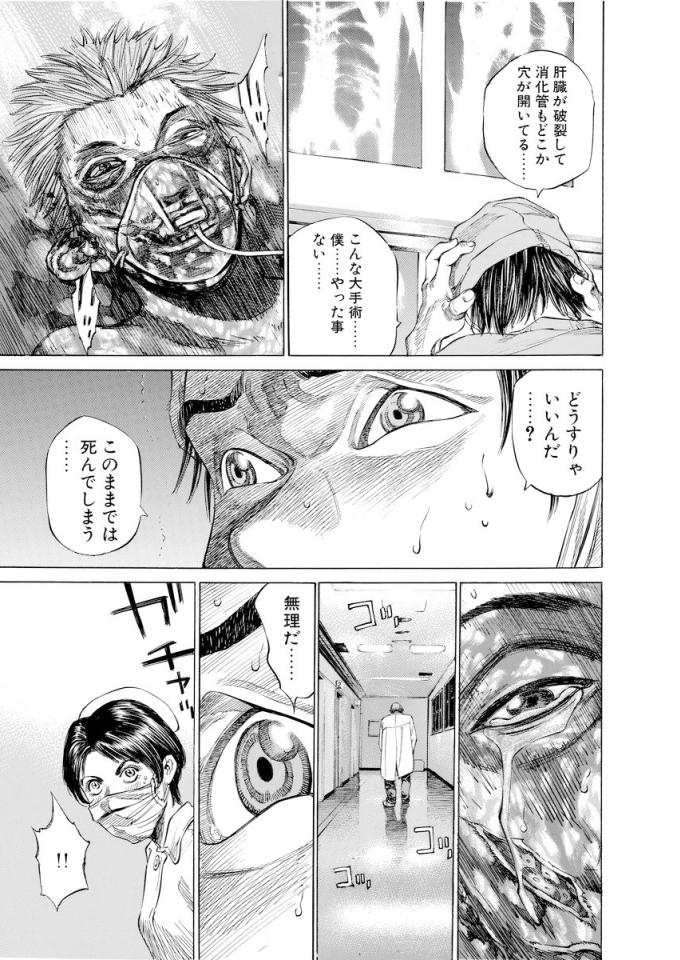 肝臓が破裂して
消化管もどこか
穴が開いてる……
こんな大手術……
僕……やった事
ない……
どうすりゃ
いいんだ
……?
このままでは
死んでしまう
……
コツ
コツ
コツ
無理だ……
ガ
チャッ
!!